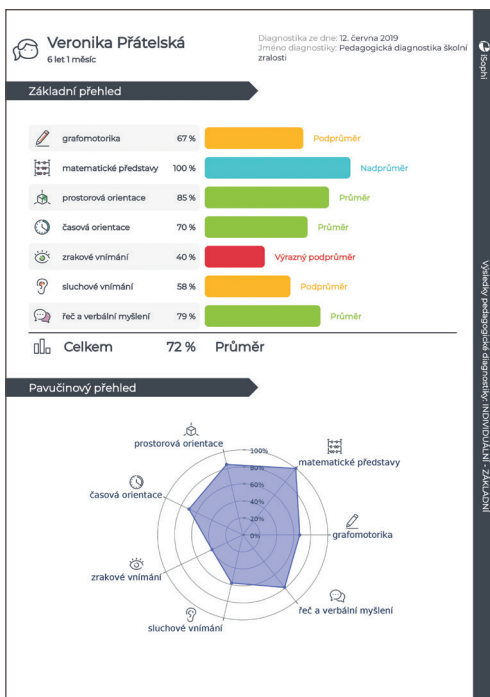 Veronika Přátelská
6 let 1 měsíc
Diagnostika ze dne: 12. června 2019
Jméno diagnostiky: Pedagogická diagnostika školní
zralosti
iSophi
Základní přehled
grafomotorika 67 % Podprůměr
matematické představy 100 % Nadprůměr
prostorová orientace 85 % Průměr
časová orientace 70 % Průměr
zrakové vnímání 40 % Výrazný podprůměr
sluchové vnímání 58 % Podprůměr
řeč a verbální myšlení 79 % Průměr
Celkem 72 % Průměr
Výsledky pedagogické diagnostiky: INDIVIDUÁLNÍ - ZÁKLADNÍ
Pavučinový přehled
prostorová orientace
100%
matematické představy
80%
časová orientace
60%
40%
20%
0%
grafomotorika
zrakové vnímání
řeč a verbální myšlení
sluchové vnímání